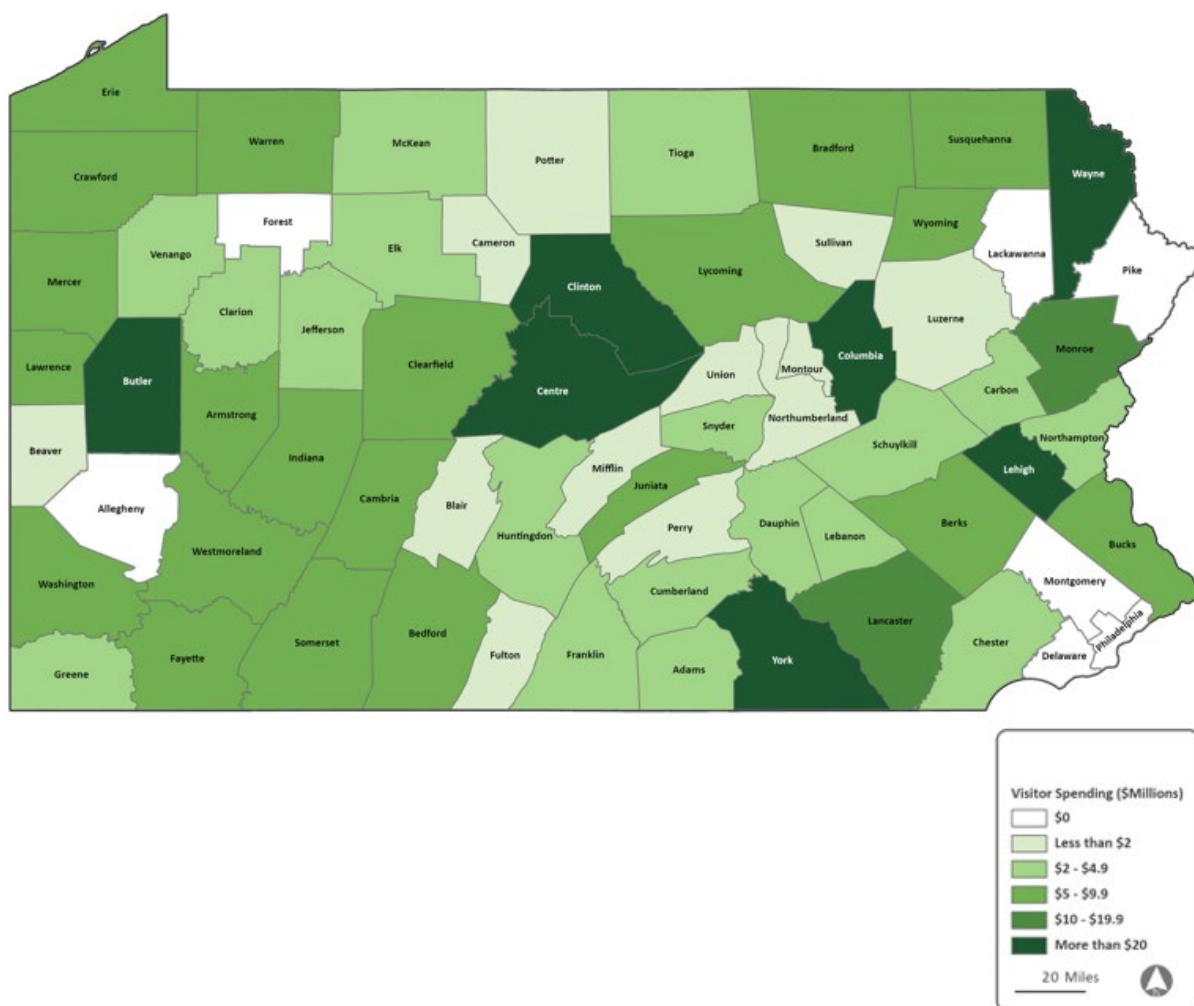 Erie
Warren
McKean
Potter
Tioga
Bradford
Susquehanna
Wayne
Crawford
Forest
Venango
Elk
Cameron
Sullivan
Wyoming
Lackawanna
Pike
Mercer
Clarion
Jefferson
Clinton
Lycoming
Luzerne
Lawrence
Butler
Clearfield
Centre
Union
Montour
Columbia
Monroe
Carbon
Armstrong
Snyder
Northumberland
Beaver
Indiana
Mifflin
Schuylkill
Northampton
Lehigh
Allegheny
Cambria
Blair
Juniata
Huntingdon
Perry
Dauphin
Lebanon
Berks
Bucks
Westmoreland
Washington
Cumberland
Montgomery
Philadelphia
Greene
Fayette
Somerset
Bedford
Fulton
Franklin
Adams
York
Lancaster
Chester
Delaware
Visitor Spending ($Millions)
$0
Less than $2
$2 - $4.9
$5 - $9.9
$10 - $19.9
More than $20
20 Miles